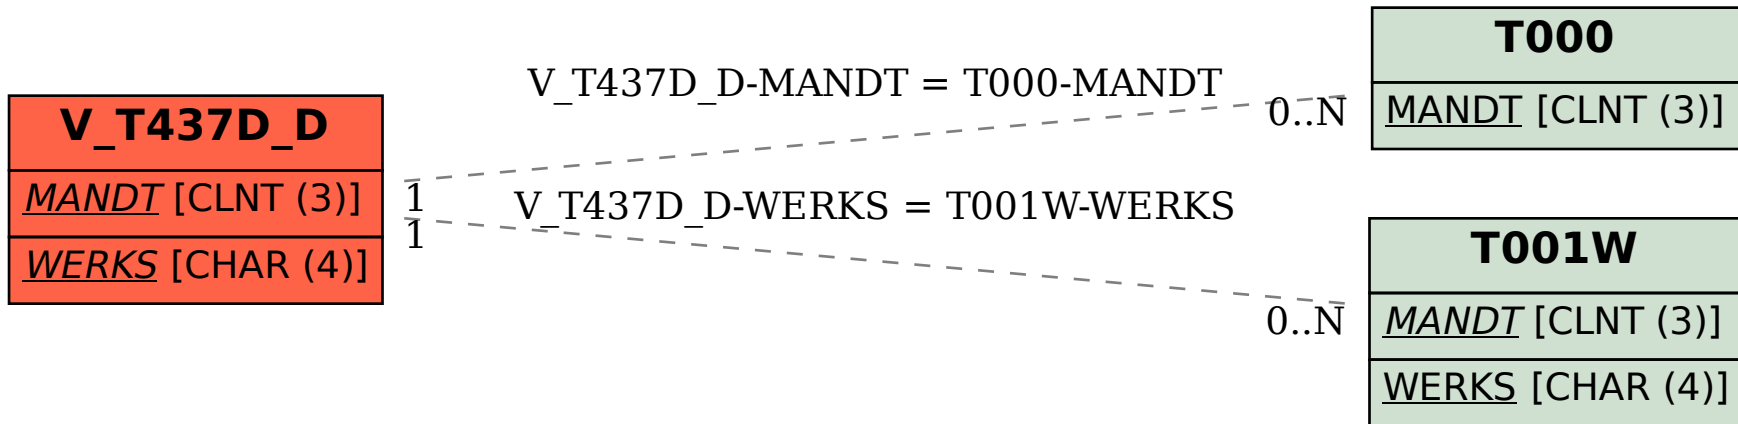 V_T437D_D
MANDT [CLNT (3)]
WERKS [CHAR (4)]
V_T437D_D-MANDT = T000-MANDT
1
0..N
V_T437D_D-WERKS = T001W-WERKS
1
0..N
T000
MANDT [CLNT (3)]
T001W
MANDT [CLNT (3)]
WERKS [CHAR (4)]